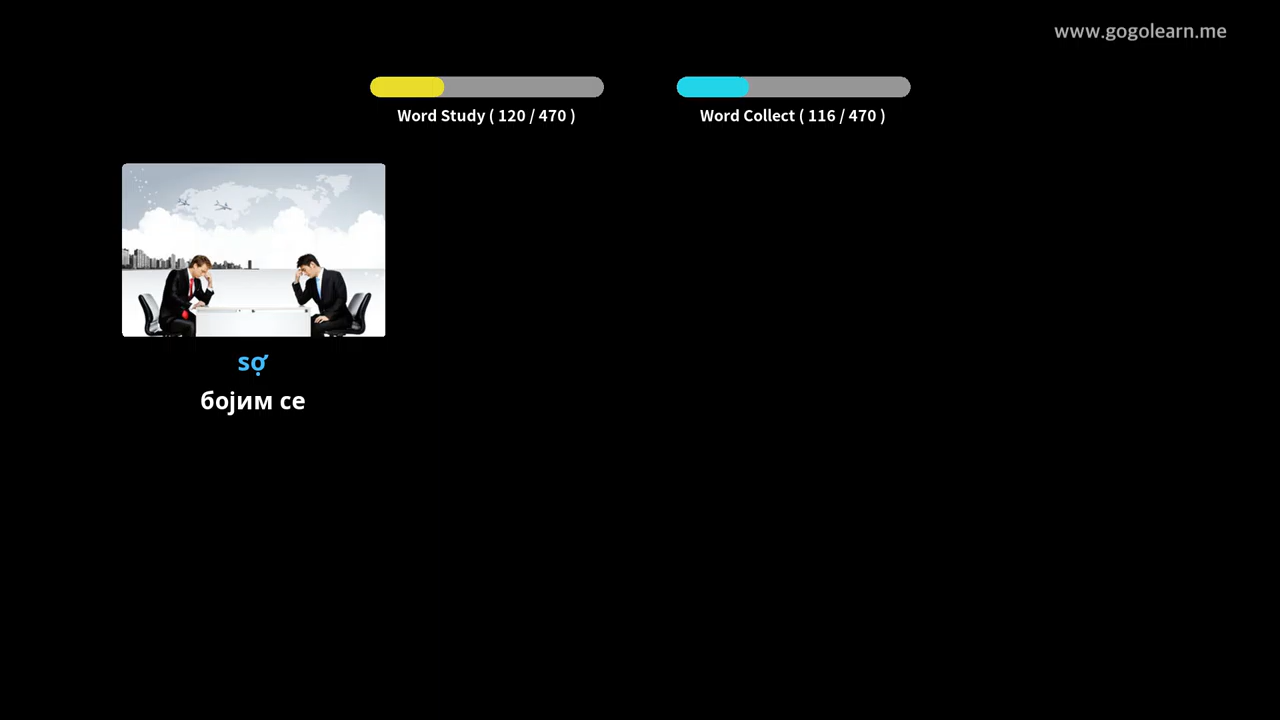 www.gogolearn.me
Word Study ( 120 / 470 )
Word Collect ( 116 / 470 )
sợ
бојим се